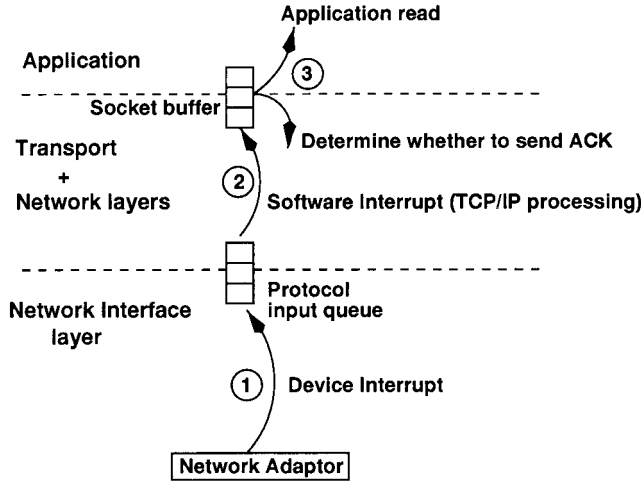 Application read
Application
3
Socket buffer
Determine whether to send ACK
Transport
+
Network layers
2
Software Interrupt (TCP/IP processing)
Protocol
input queue
Network Interface
layer
1
Device Interrupt
Network Adaptor